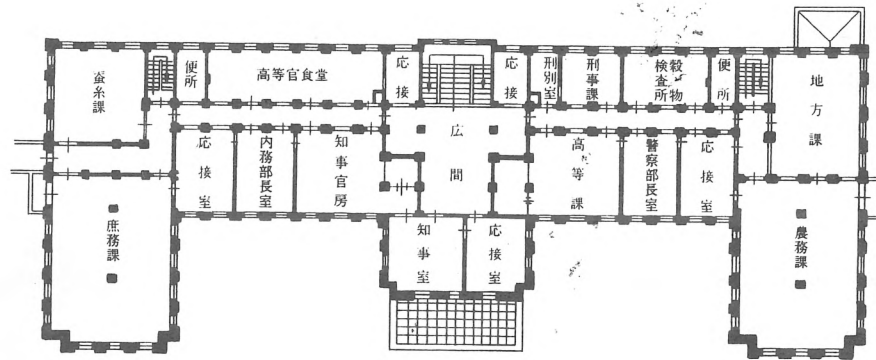 蚕糸課
便所
高等官食堂
応接
応接
刑別室
刑事課
穀物
検査所
便所
地方課
応接室
内務部長室
知事官房
広間
高等課
警察部長室
応接室
庶務課
知事室
応接室
農務課